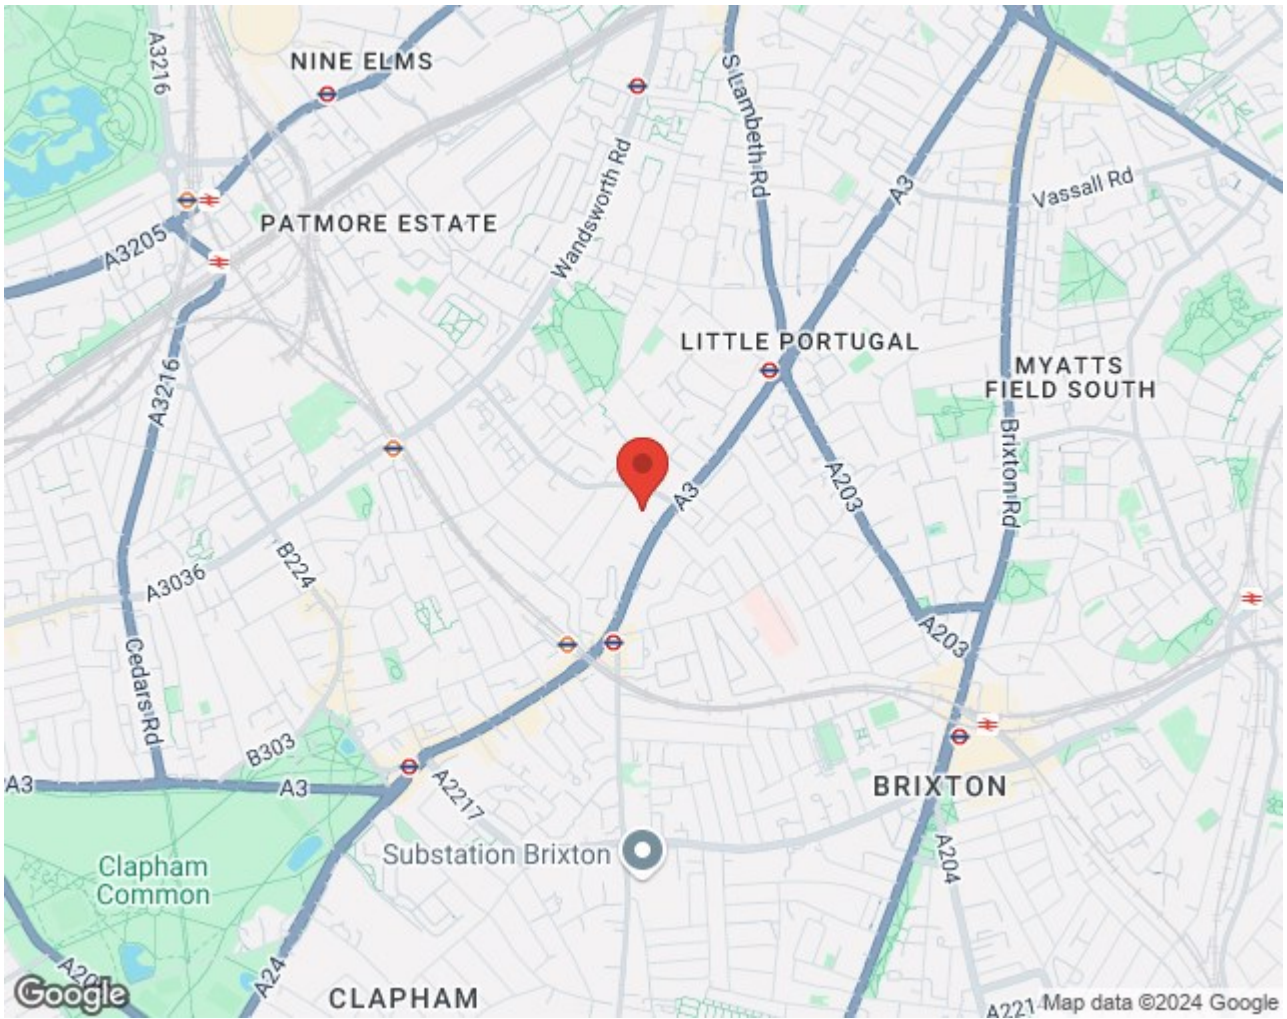 A3216
NINE ELMS
S Lambeth Rd
Wandsworth Rd
A3
Vassall Rd
PATMORE ESTATE
A3205
LITTLE PORTUGAL
MYATTS
FIELD SOUTH
A3216
Brixton Rd
A203
A3
B224
A3036
A203
Cedars Rd
B303
A3
A3
A2217
BRIXTON
Substation Brixton
A204
Clapham
Common
A24
CLAPHAM
Google
Map data ©2024 Google